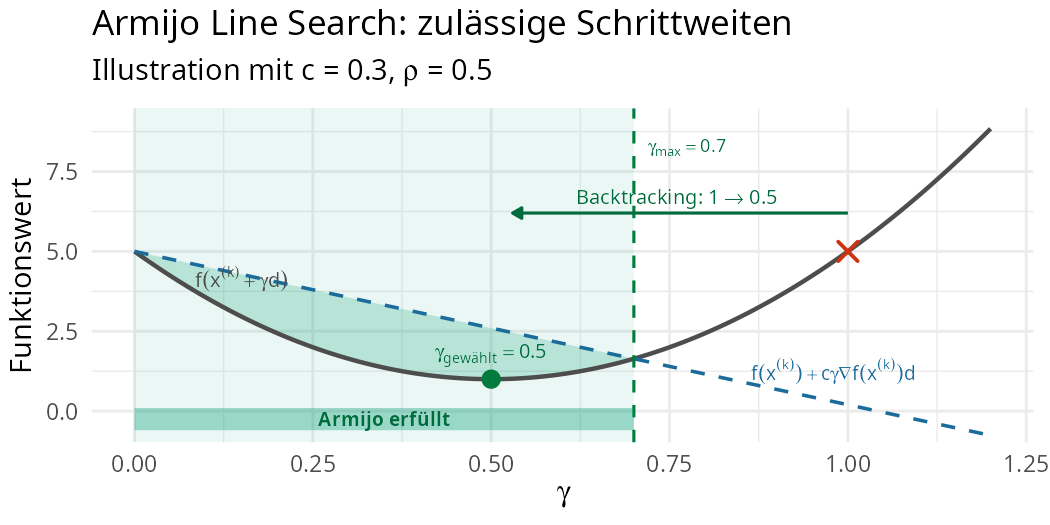 Armijo Line Search: zulässige Schrittweiten
Illustration mit c = 0.3, ρ = 0.5
Funktionswert
7.5
5.0
2.5
0.0
γmax = 0.7
Backtracking: 1 → 0.5
f(x^(k) + γd)
γgewählt = 0.5
f(x^(k)) + cγ∇f(x^(k))d
Armijo erfüllt
0.00 0.25 0.50 0.75 1.00 1.25
γ